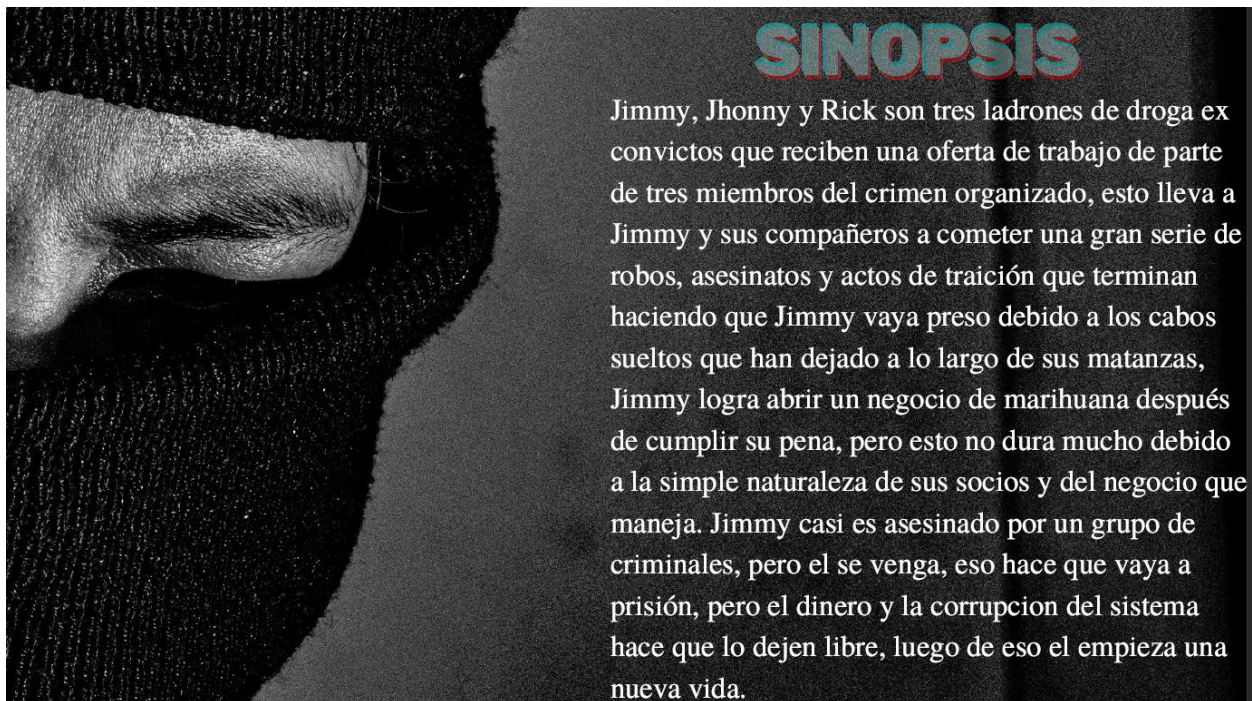 SINOPSIS
Jimmy, Jhonny y Rick son tres ladrones de droga ex
convictos que reciben una oferta de trabajo de parte
de tres miembros del crimen organizado, esto lleva a
Jimmy y sus compañeros a cometer una gran serie de
robos, asesinatos y actos de traición que terminan
haciendo que Jimmy vaya preso debido a los cabos
sueltos que han dejado a lo largo de sus matanzas,
Jimmy logra abrir un negocio de marihuana después
de cumplir su pena, pero esto no dura mucho debido
a la simple naturaleza de sus socios y del negocio que
maneja. Jimmy casi es asesinado por un grupo de
criminales, pero el se venga, eso hace que vaya a
prisión, pero el dinero y la corrupcion del sistema
hace que lo dejen libre, luego de eso el empieza una
nueva vida.